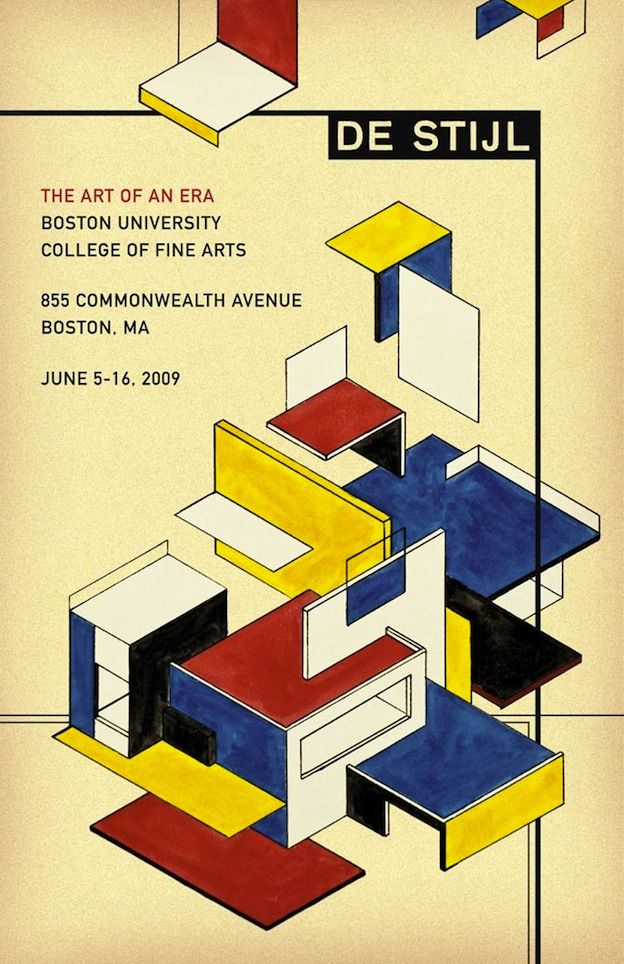 DE STIJL
THE ART OF AN ERA
BOSTON UNIVERSITY
COLLEGE OF FINE ARTS
855 COMMONWEALTH AVENUE
BOSTON, MA
JUNE 5-16, 2009